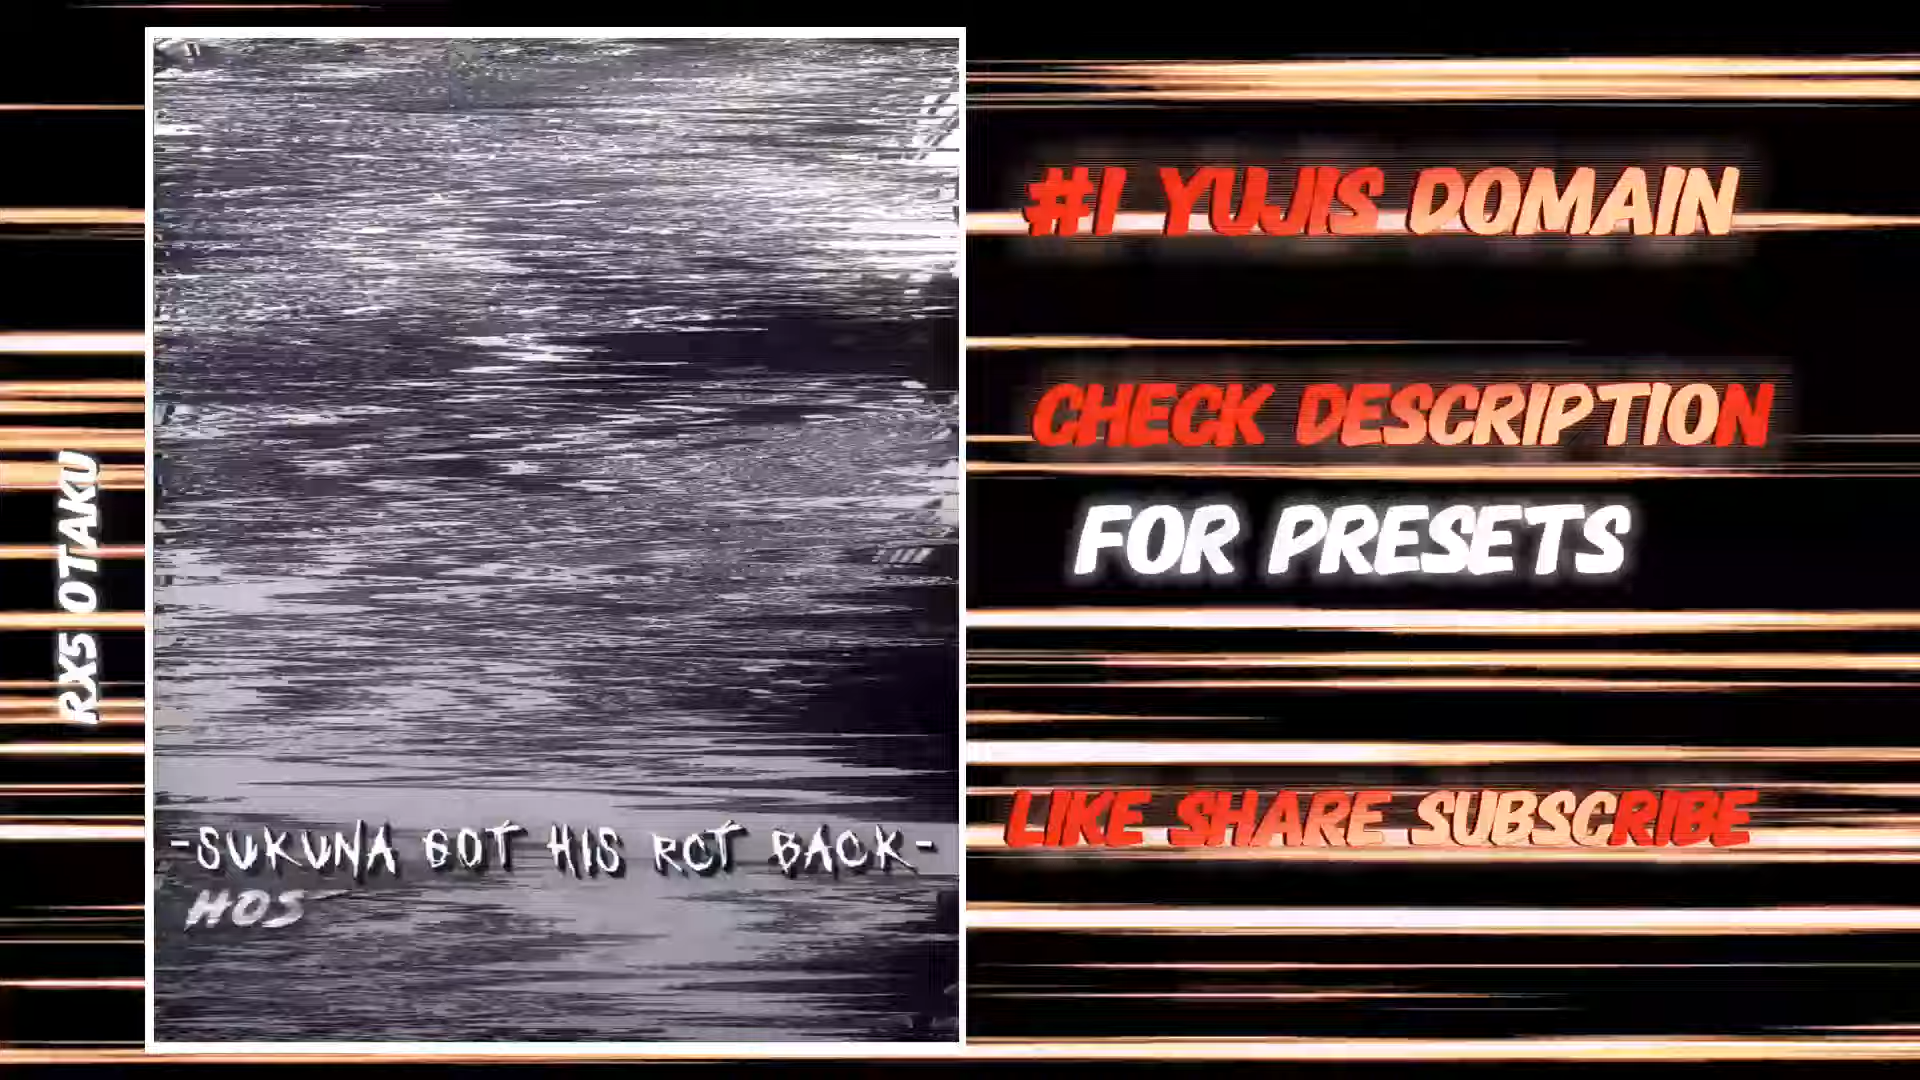 RX5 OTAKU
-SUKUNA GOT HIS RCT BACK-
HOS
#1 YUJIS DOMAIN
CHECK DESCRIPTION
FOR PRESETS
LIKE SHARE SUBSCRIBE